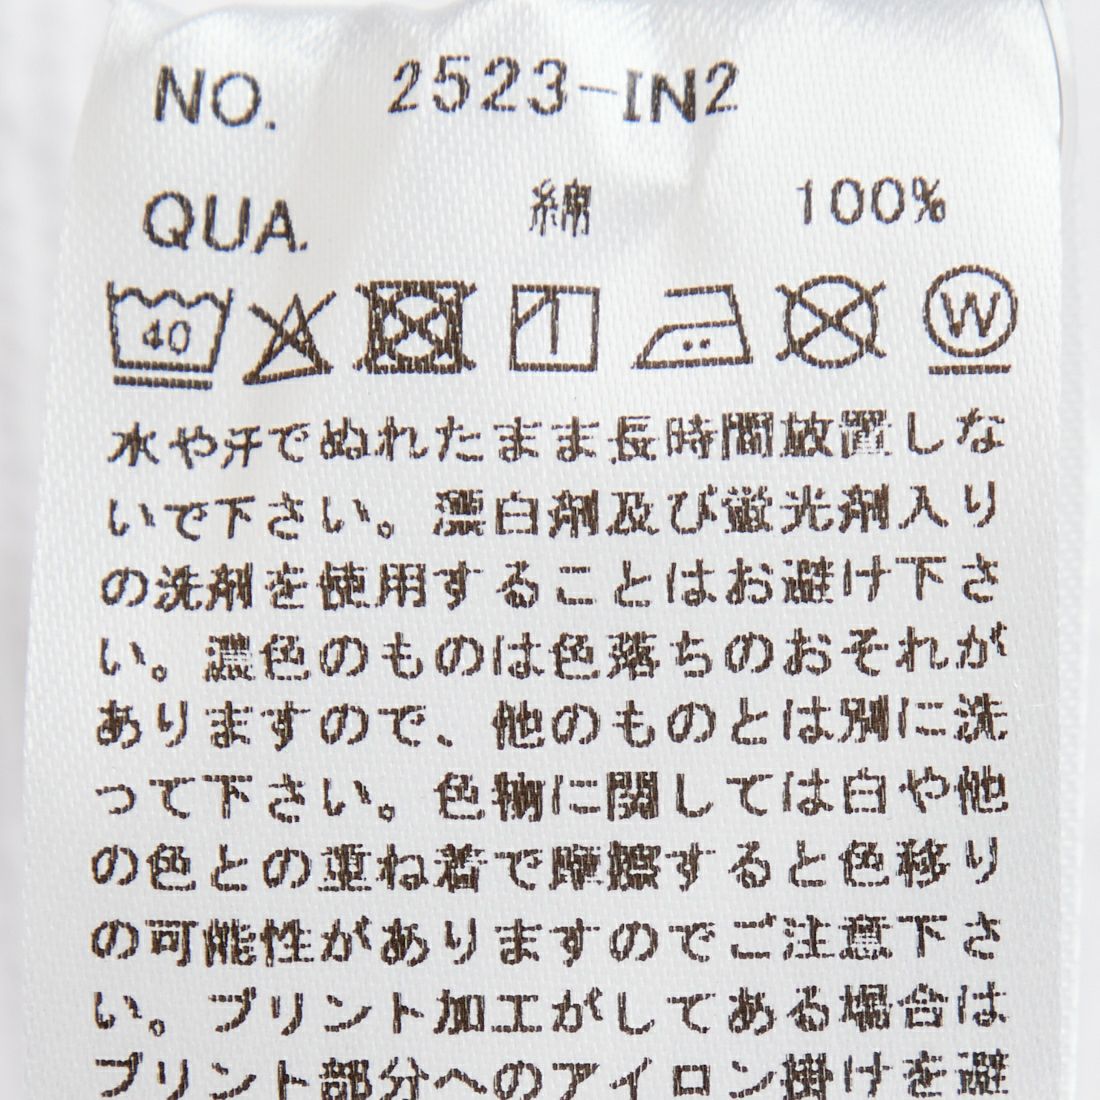 NO. 2523-IN2
QUA. 綿 100%
40 W
水や汗でぬれたまま長時間放置しな
いで下さい。漂白剤及び蛍光剤入り
の洗剤を使用することはお避け下さ
い。濃色のものは色落ちのおそれが
ありますので、他のものとは別に洗
って下さい。色物に関しては白や他
の色との重ね着で摩擦すると色移り
の可能性がありますのでご注意下さ
い。プリント加工がしてある場合は
プリント部分へのアイロン掛けを避